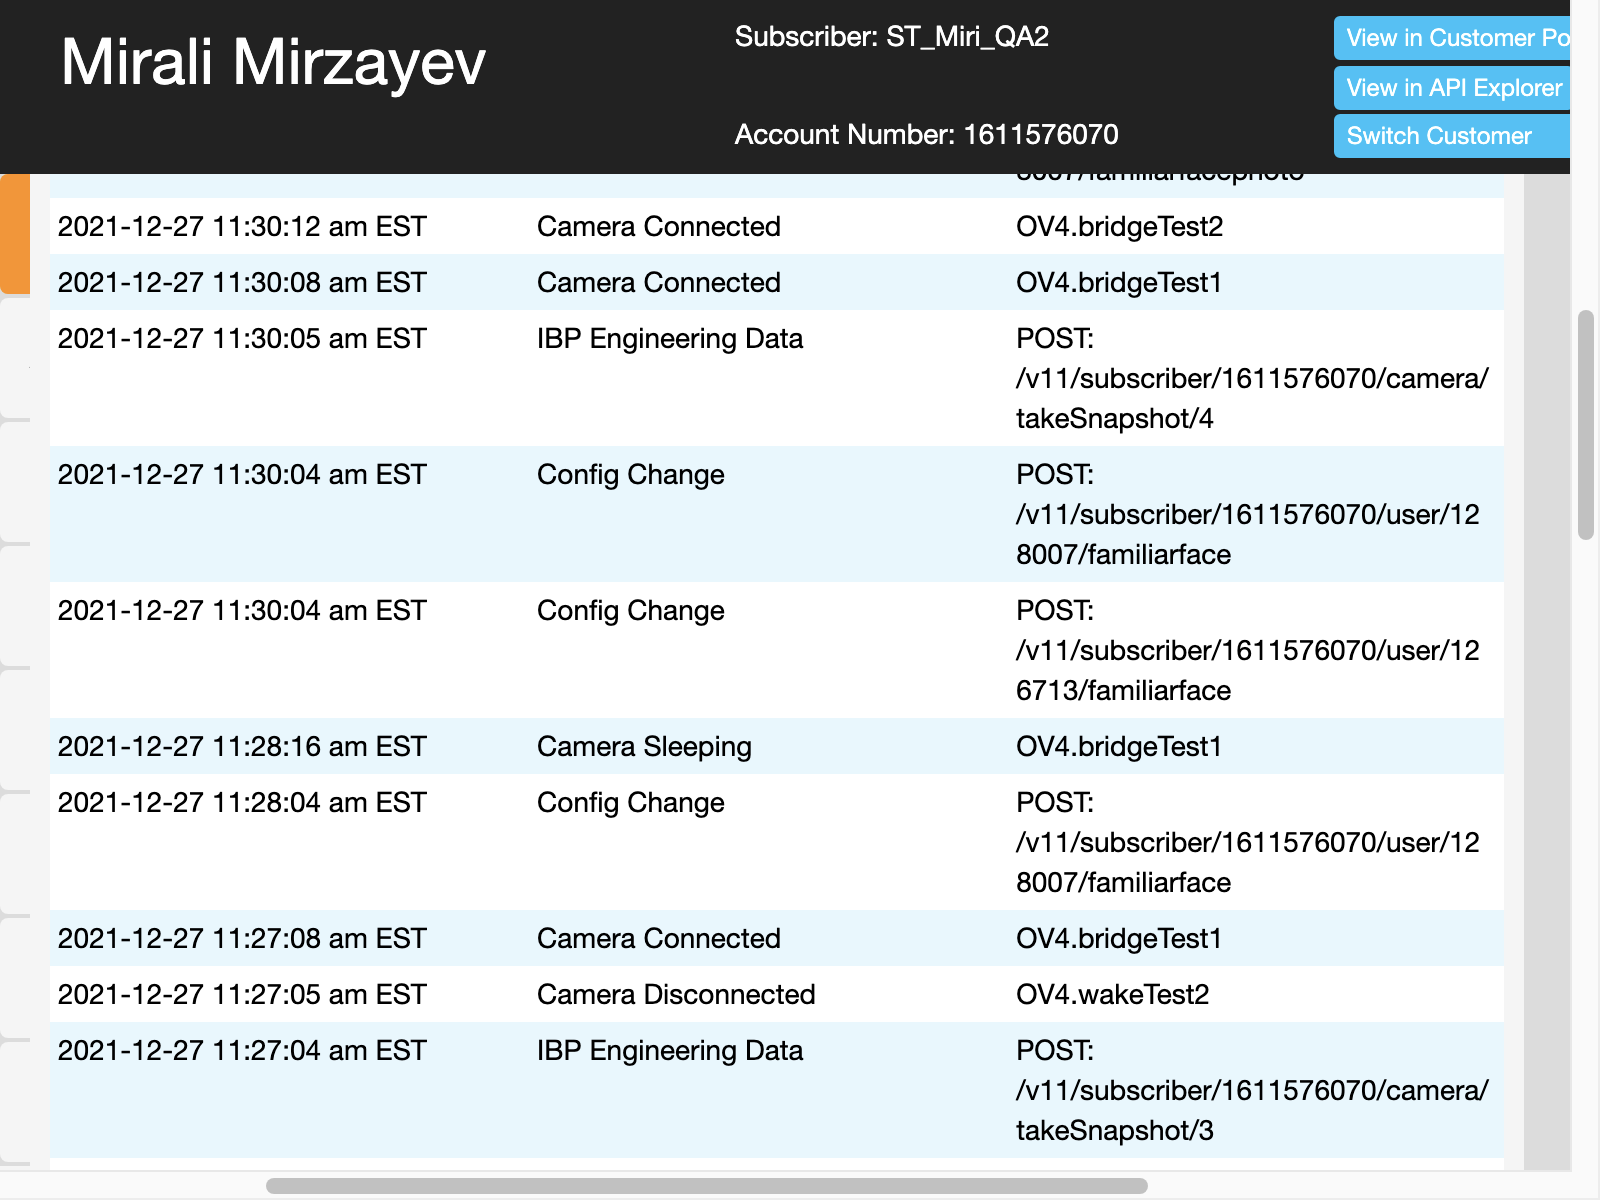 Mirali Mirzayev
Subscriber: ST_Miri_QA2
Account Number: 1611576070
View in Customer Po
View in API Explorer
Switch Customer
8007/familiarfacephoto
2021-12-27 11:30:12 am EST Camera Connected OV4.bridgeTest2
2021-12-27 11:30:08 am EST Camera Connected OV4.bridgeTest1
2021-12-27 11:30:05 am EST IBP Engineering Data POST:
/v11/subscriber/1611576070/camera/
takeSnapshot/4
2021-12-27 11:30:04 am EST Config Change POST:
/v11/subscriber/1611576070/user/12
8007/familiarface
2021-12-27 11:30:04 am EST Config Change POST:
/v11/subscriber/1611576070/user/12
6713/familiarface
2021-12-27 11:28:16 am EST Camera Sleeping OV4.bridgeTest1
2021-12-27 11:28:04 am EST Config Change POST:
/v11/subscriber/1611576070/user/12
8007/familiarface
2021-12-27 11:27:08 am EST Camera Connected OV4.bridgeTest1
2021-12-27 11:27:05 am EST Camera Disconnected OV4.wakeTest2
2021-12-27 11:27:04 am EST IBP Engineering Data POST:
/v11/subscriber/1611576070/camera/
takeSnapshot/3